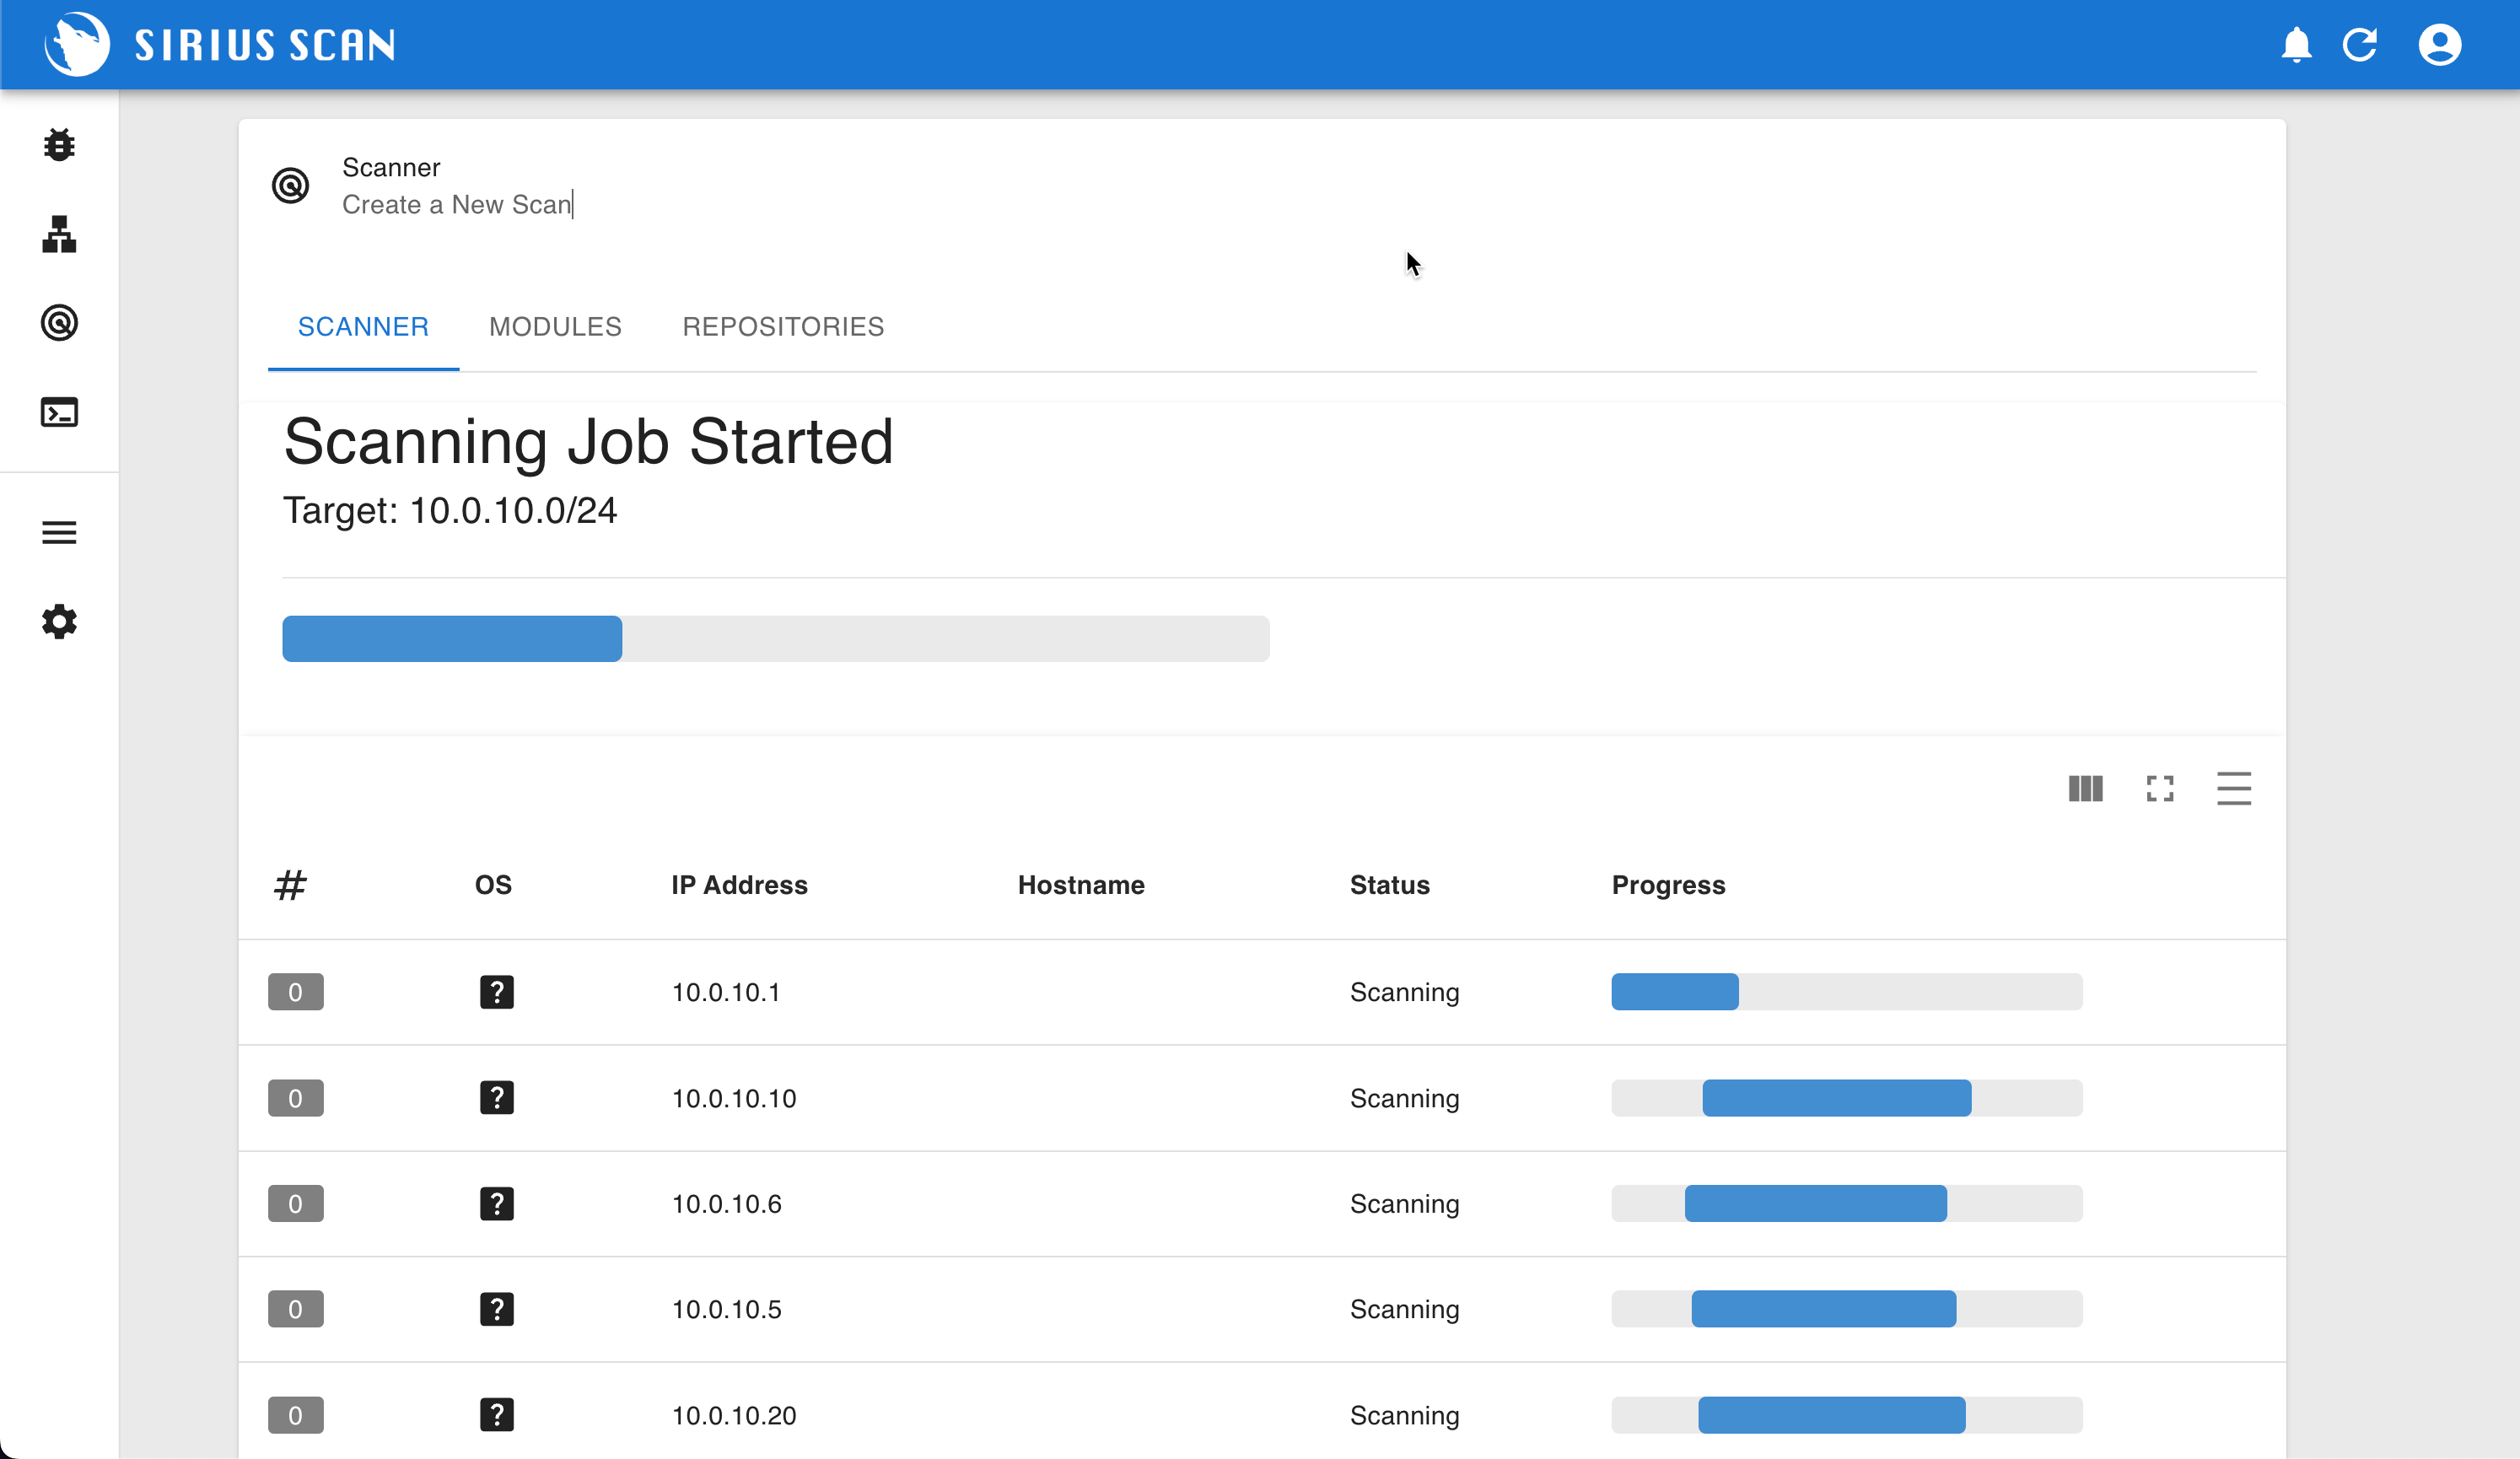 SIRIUS SCAN
Scanner
Create a New Scan
SCANNER MODULES REPOSITORIES
Scanning Job Started
Target: 10.0.10.0/24
# OS IP Address Hostname Status Progress
0 ? 10.0.10.1 Scanning
0 ? 10.0.10.10 Scanning
0 ? 10.0.10.6 Scanning
0 ? 10.0.10.5 Scanning
0 ? 10.0.10.20 Scanning